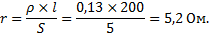 r = (ρ × l)/S = (0,13 × 200)/5 = 5,2 Ом.